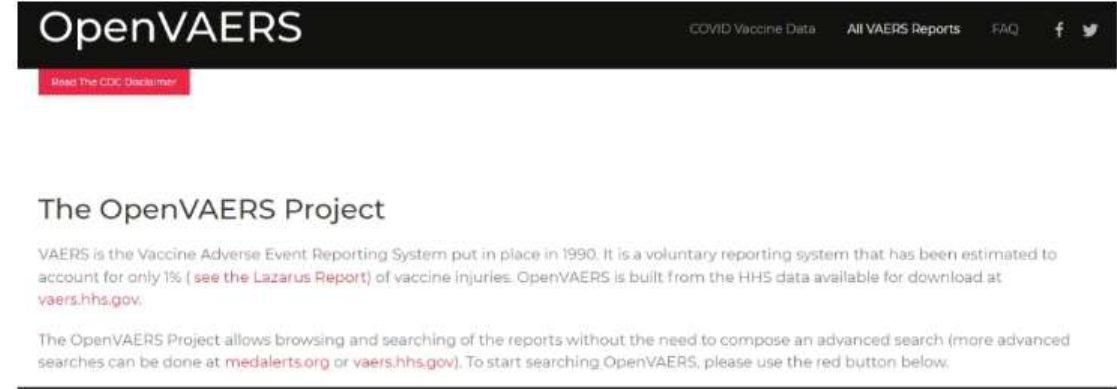 OpenVAERS
COVID Vaccine Data All VAERS Reports FAQ
Read The CDC Disclaimer
The OpenVAERS Project
VAERS is the Vaccine Adverse Event Reporting System put in place in 1990. It is a voluntary reporting system that has been estimated to
account for only 1% ( see the Lazarus Report) of vaccine injuries. OpenVAERS is built from the HHS data available for download at
vaers.hhs.gov.
The OpenVAERS Project allows browsing and searching of the reports without the need to compose an advanced search (more advanced
searches can be done at medalerts.org or vaers.hhs.gov). To start searching OpenVAERS, please use the red button below.